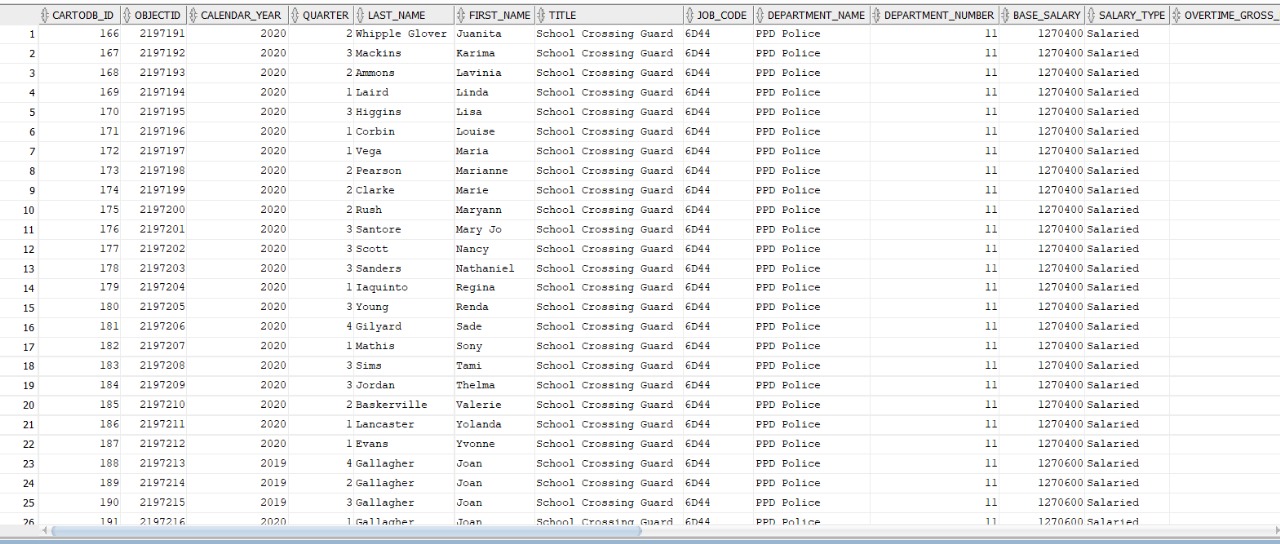 CARTODB_ID OBJECTID CALENDAR_YEAR QUARTER LAST_NAME FIRST_NAME TITLE JOB_CODE DEPARTMENT_NAME DEPARTMENT_NUMBER BASE_SALARY SALARY_TYPE OVERTIME_GROSS_
1 166 2197191 2020 2 Whipple Glover Juanita School Crossing Guard 6D44 PPD Police 11 1270400 Salaried
2 167 2197192 2020 3 Mackins Karima School Crossing Guard 6D44 PPD Police 11 1270400 Salaried
3 168 2197193 2020 2 Ammons Lavinia School Crossing Guard 6D44 PPD Police 11 1270400 Salaried
4 169 2197194 2020 1 Laird Linda School Crossing Guard 6D44 PPD Police 11 1270400 Salaried
5 170 2197195 2020 3 Higgins Lisa School Crossing Guard 6D44 PPD Police 11 1270400 Salaried
6 171 2197196 2020 1 Corbin Louise School Crossing Guard 6D44 PPD Police 11 1270400 Salaried
7 172 2197197 2020 1 Vega Maria School Crossing Guard 6D44 PPD Police 11 1270400 Salaried
8 173 2197198 2020 2 Pearson Marianne School Crossing Guard 6D44 PPD Police 11 1270400 Salaried
9 174 2197199 2020 2 Clarke Marie School Crossing Guard 6D44 PPD Police 11 1270400 Salaried
10 175 2197200 2020 2 Rush Maryann School Crossing Guard 6D44 PPD Police 11 1270400 Salaried
11 176 2197201 2020 3 Santore Mary Jo School Crossing Guard 6D44 PPD Police 11 1270400 Salaried
12 177 2197202 2020 3 Scott Nancy School Crossing Guard 6D44 PPD Police 11 1270400 Salaried
13 178 2197203 2020 3 Sanders Nathaniel School Crossing Guard 6D44 PPD Police 11 1270400 Salaried
14 179 2197204 2020 1 Iaquinto Regina School Crossing Guard 6D44 PPD Police 11 1270400 Salaried
15 180 2197205 2020 3 Young Renda School Crossing Guard 6D44 PPD Police 11 1270400 Salaried
16 181 2197206 2020 4 Gilyard Sade School Crossing Guard 6D44 PPD Police 11 1270400 Salaried
17 182 2197207 2020 1 Mathis Sony School Crossing Guard 6D44 PPD Police 11 1270400 Salaried
18 183 2197208 2020 3 Sims Tami School Crossing Guard 6D44 PPD Police 11 1270400 Salaried
19 184 2197209 2020 3 Jordan Thelma School Crossing Guard 6D44 PPD Police 11 1270400 Salaried
20 185 2197210 2020 2 Baskerville Valerie School Crossing Guard 6D44 PPD Police 11 1270400 Salaried
21 186 2197211 2020 1 Lancaster Yolanda School Crossing Guard 6D44 PPD Police 11 1270400 Salaried
22 187 2197212 2020 1 Evans Yvonne School Crossing Guard 6D44 PPD Police 11 1270400 Salaried
23 188 2197213 2019 4 Gallagher Joan School Crossing Guard 6D44 PPD Police 11 1270600 Salaried
24 189 2197214 2019 2 Gallagher Joan School Crossing Guard 6D44 PPD Police 11 1270600 Salaried
25 190 2197215 2019 3 Gallagher Joan School Crossing Guard 6D44 PPD Police 11 1270600 Salaried
26 191 2197216 2020 1 Gallagher Joan School Crossing Guard 6D44 PPD Police 11 1270600 Salaried